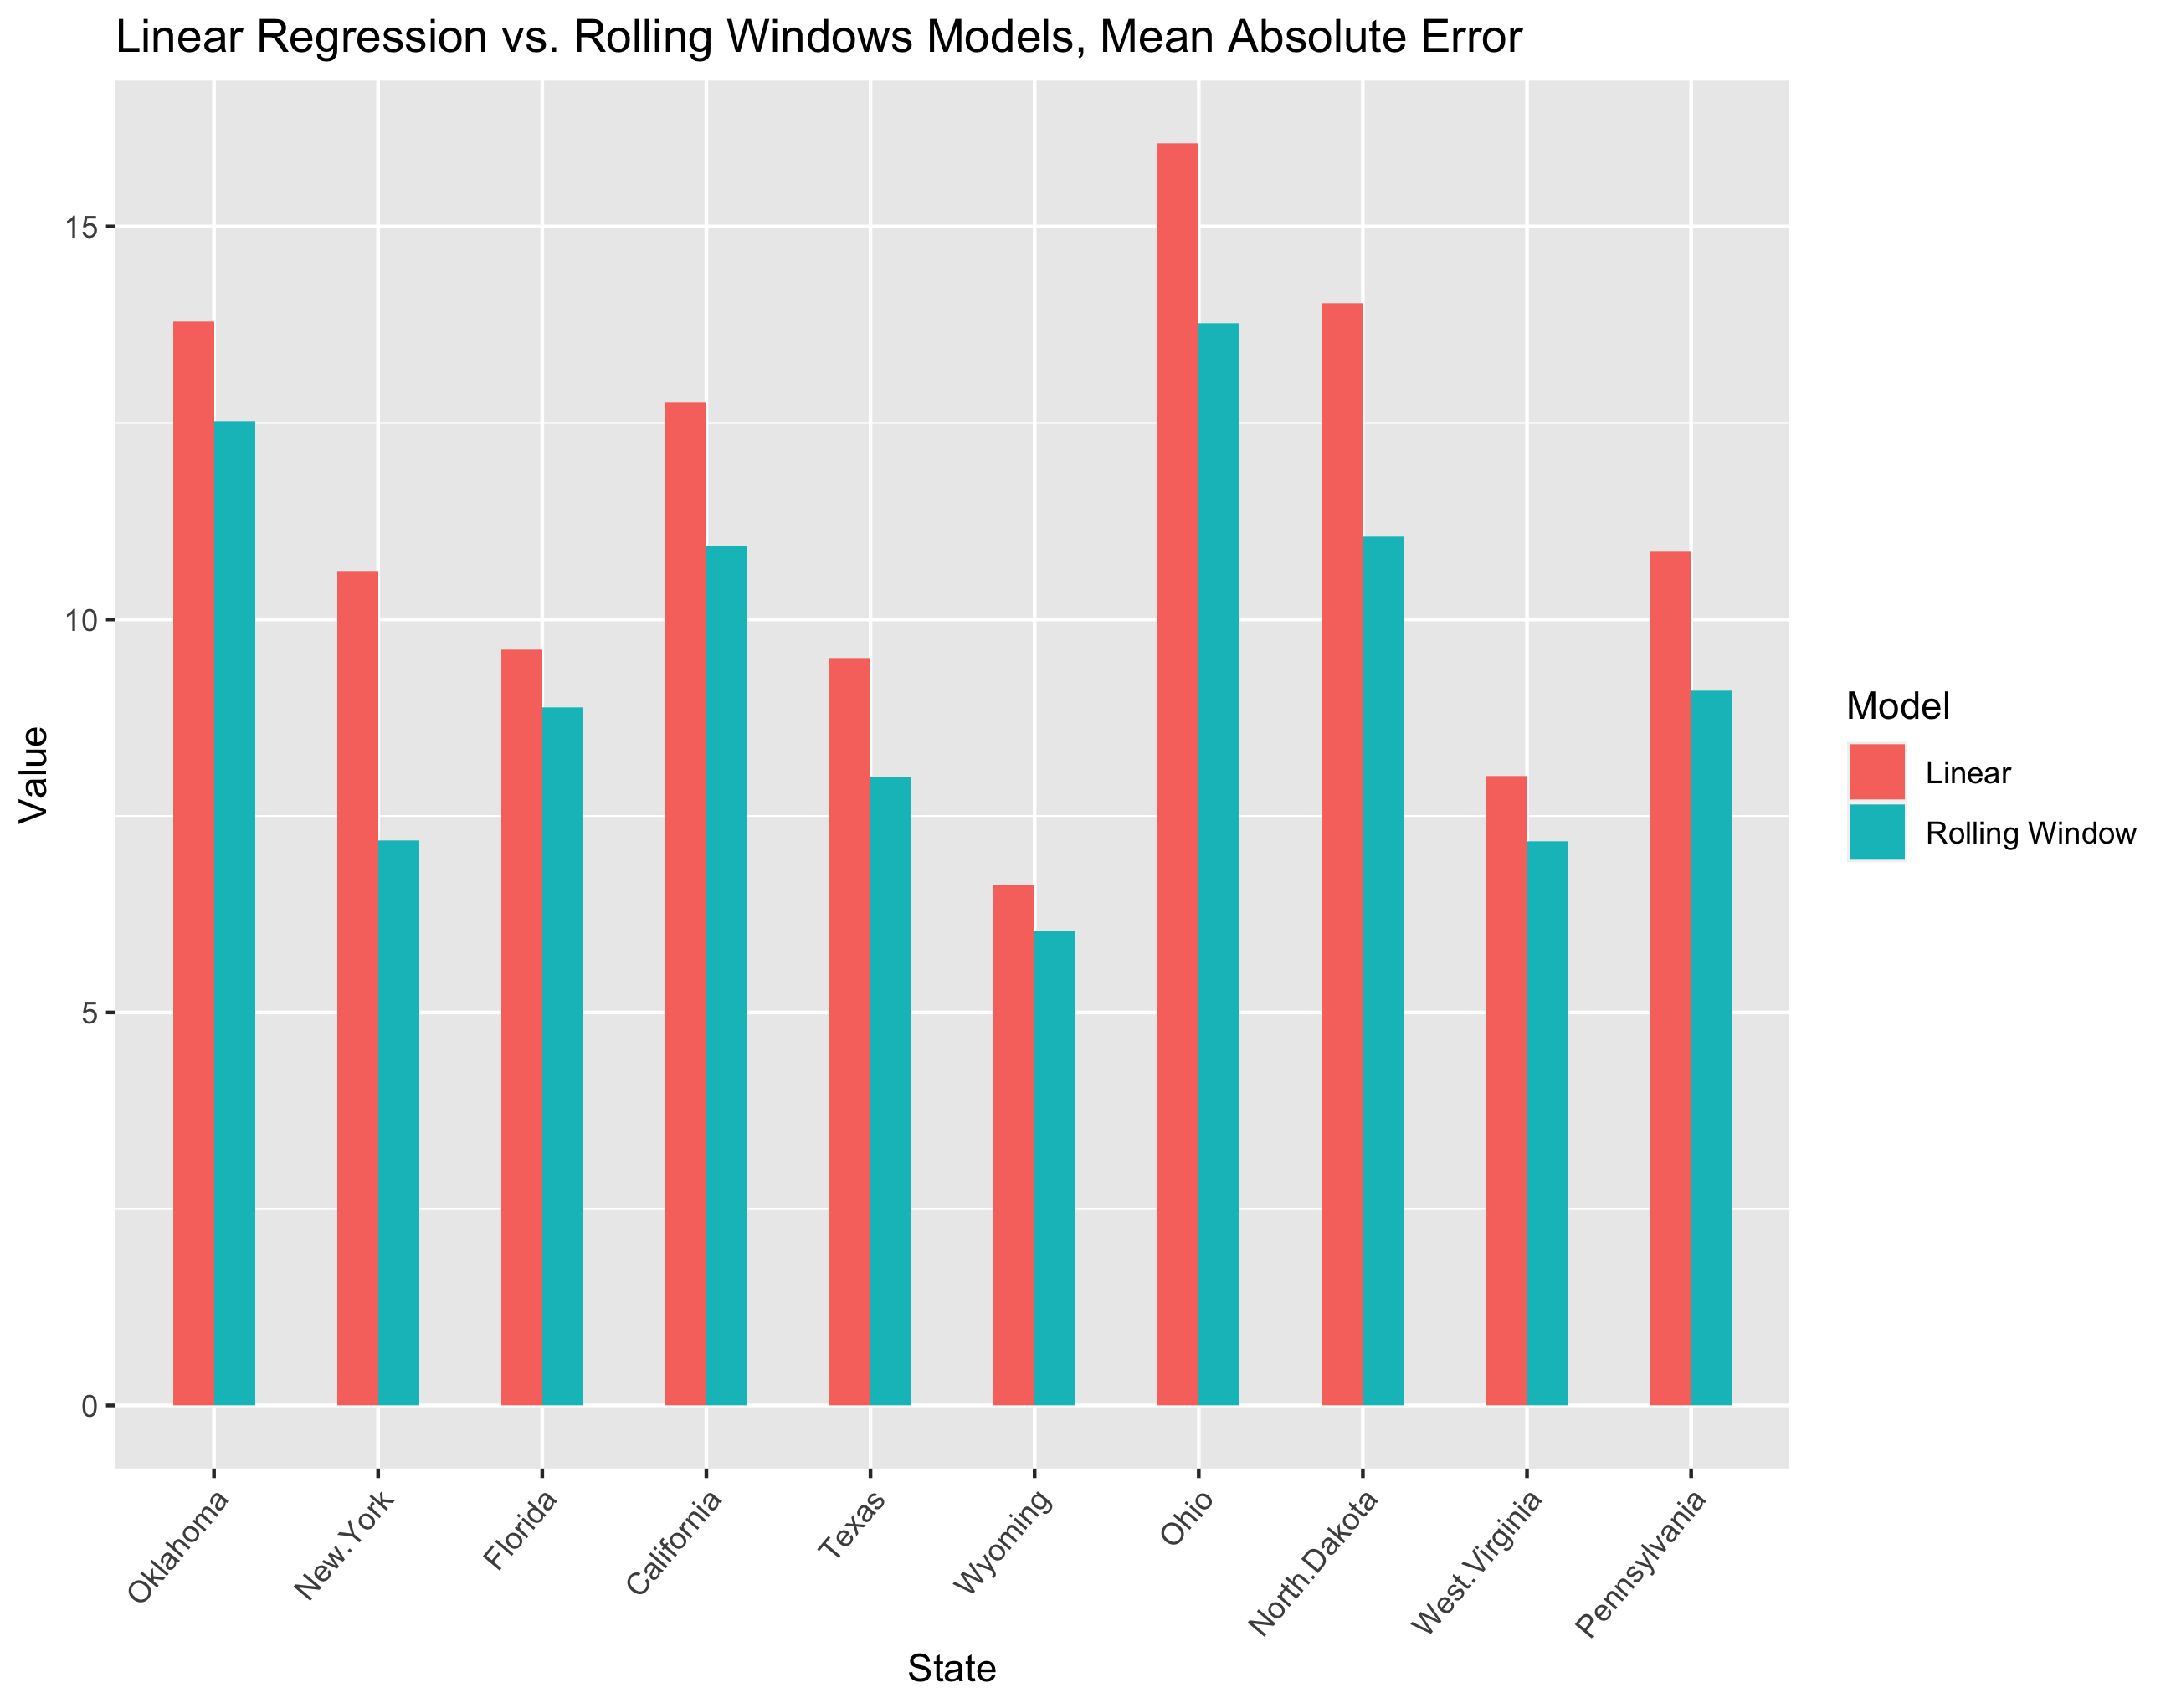 Linear Regression vs. Rolling Windows Models, Mean Absolute Error
Value
15
10
5
0
Oklahoma
New.York
Florida
California
Texas
Wyoming
Ohio
North.Dakota
West.Virginia
Pennsylvania
State
Model
Linear
Rolling Window